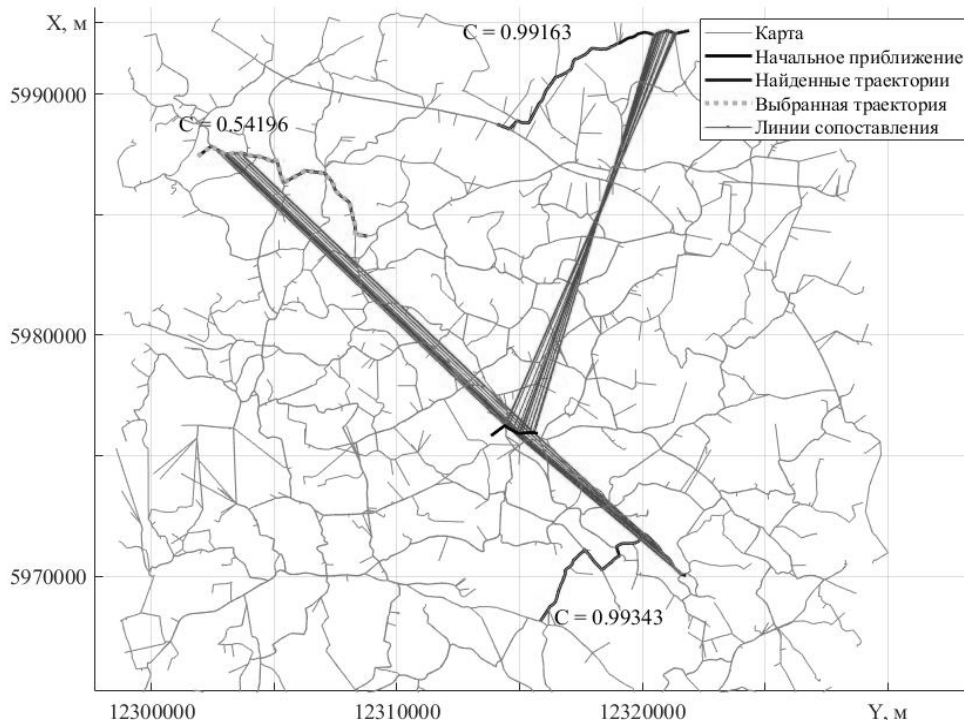 X, м
C = 0.99163
Карта
Начальное приближение
Найденные траектории
Выбранная траектория
Линии сопоставления
5990000
C = 0.54196
5980000
5970000
C = 0.99343
12300000
12310000
12320000
Y, м